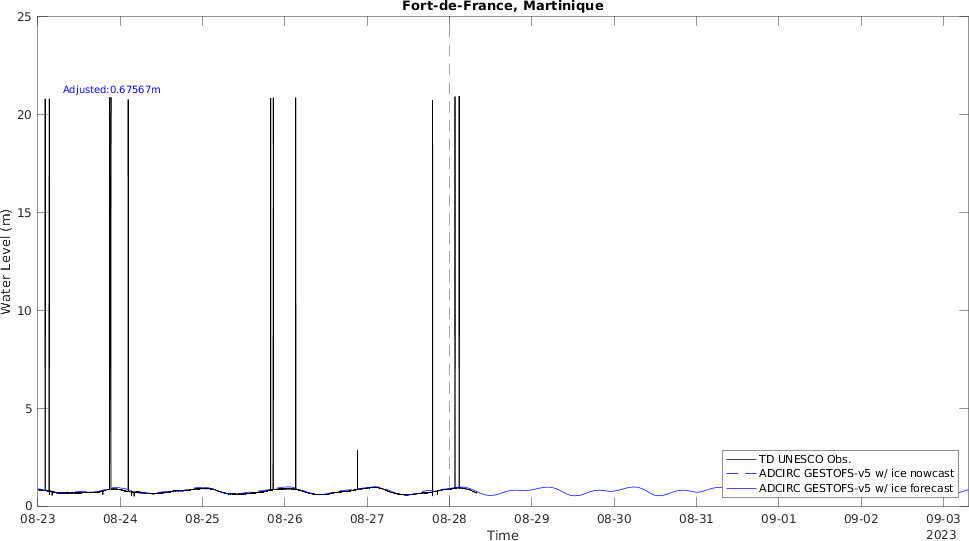 Fort-de-France, Martinique
25
20
15
10
5
0
Water Level (m)
Adjusted:0.67567m
TD UNESCO Obs.
ADCIRC GESTOFS-v5 w/ ice nowcast
ADCIRC GESTOFS-v5 w/ ice forecast
08-23 08-24 08-25 08-26 08-27 08-28 08-29 08-30 08-31 09-01 09-02 09-03
Time
2023